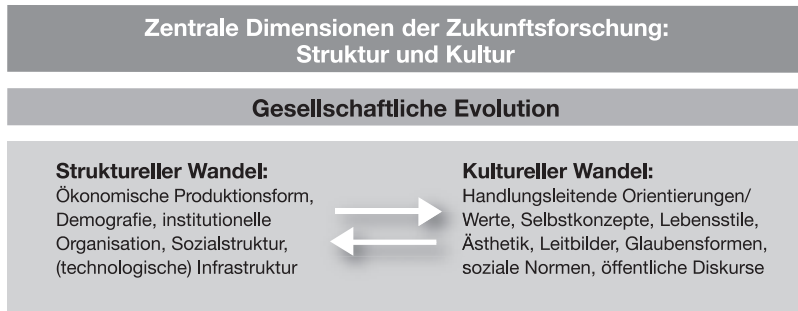 Zentrale Dimensionen der Zukunftsforschung:
Struktur und Kultur
Gesellschaftliche Evolution
Struktureller Wandel:
Ökonomische Produktionsform,
Demografie, institutionelle
Organisation, Sozialstruktur,
(technologische) Infrastruktur
Kultureller Wandel:
Handlungsleitende Orientierungen/
Werte, Selbstkonzepte, Lebensstile,
Ästhetik, Leitbilder, Glaubensformen,
soziale Normen, öffentliche Diskurse